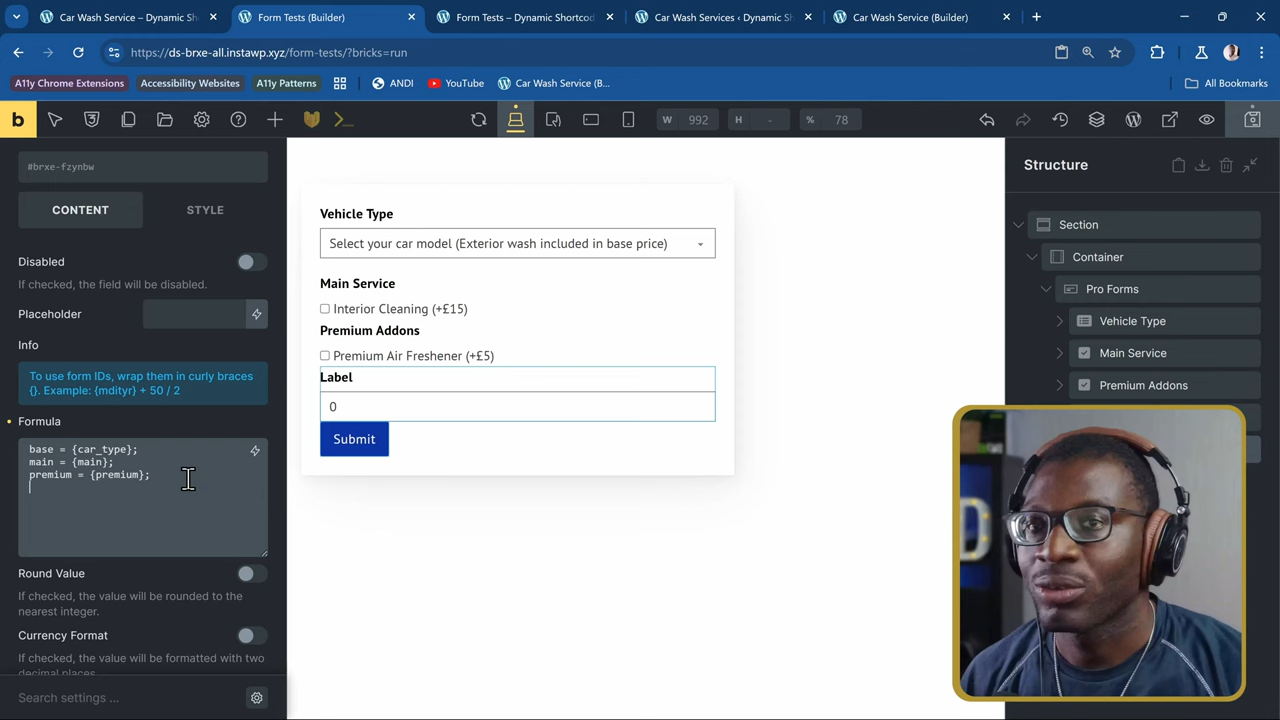 Car Wash Service – Dynamic Sh
Form Tests (Builder)
Form Tests – Dynamic Shortcod
Car Wash Services ‹ Dynamic Sh
Car Wash Service (Builder)
https://ds-brxe-all.instawp.xyz/form-tests/?bricks=run
A11y Chrome Extensions
Accessibility Websites
A11y Patterns
ANDI
YouTube
Car Wash Service (B...
All Bookmarks
b
W 992
H -
% 78
#brxe-fzynbw
CONTENT
STYLE
Disabled
If checked, the field will be disabled.
Placeholder
Info
To use form IDs, wrap them in curly braces
{}. Example: {mdityr} + 50 / 2
Formula
base = {car_type};
main = {main};
premium = {premium};
Round Value
If checked, the value will be rounded to the
nearest integer.
Currency Format
If checked, the value will be formatted with two
decimal places.
Search settings ...
Vehicle Type
Select your car model (Exterior wash included in base price)
Main Service
Interior Cleaning (+£15)
Premium Addons
Premium Air Freshener (+£5)
Label
0
Submit
Structure
Section
Container
Pro Forms
Vehicle Type
Main Service
Premium Addons